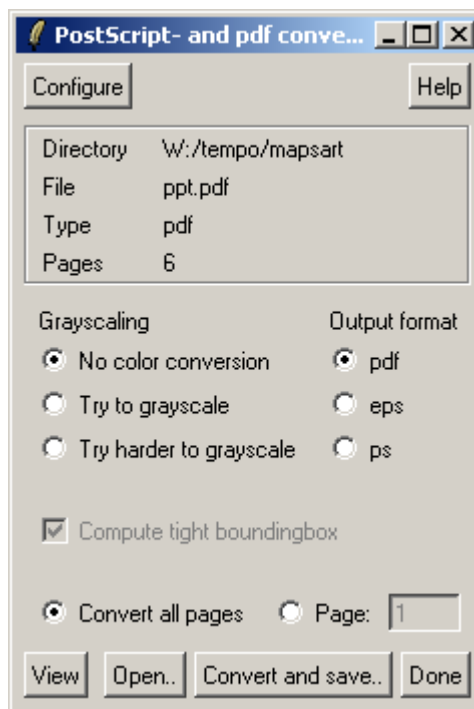 PostScript- and pdf conve...
Configure Help
Directory W:/tempo/mapsart
File ppt.pdf
Type pdf
Pages 6
Grayscaling Output format
No color conversion pdf
Try to grayscale eps
Try harder to grayscale ps
Compute tight boundingbox
Convert all pages Page: 1
View Open.. Convert and save.. Done